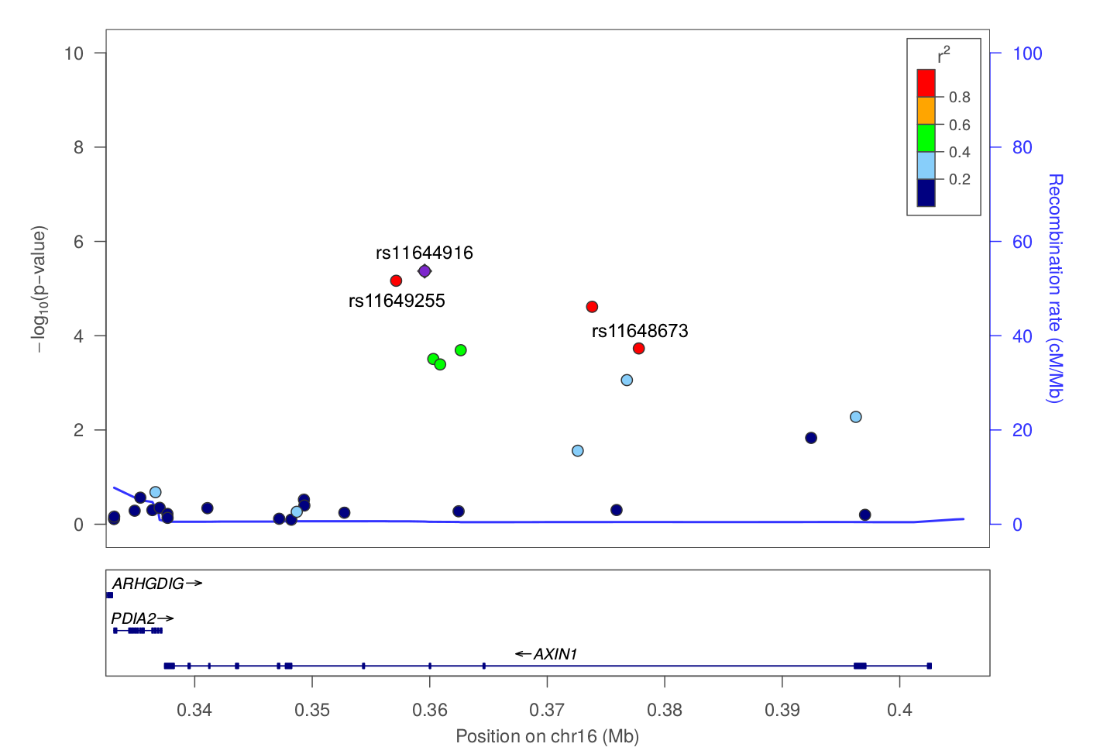 10
8
6
4
2
0
− log10(p−value)
100
80
60
40
20
0
Recombination rate (cM/Mb)
r2
0.8
0.6
0.4
0.2
rs11644916
rs11649255
rs11648673
ARHGDIG→
PDIA2→
←AXIN1
0.34
0.35
0.36
0.37
0.38
0.39
0.4
Position on chr16 (Mb)